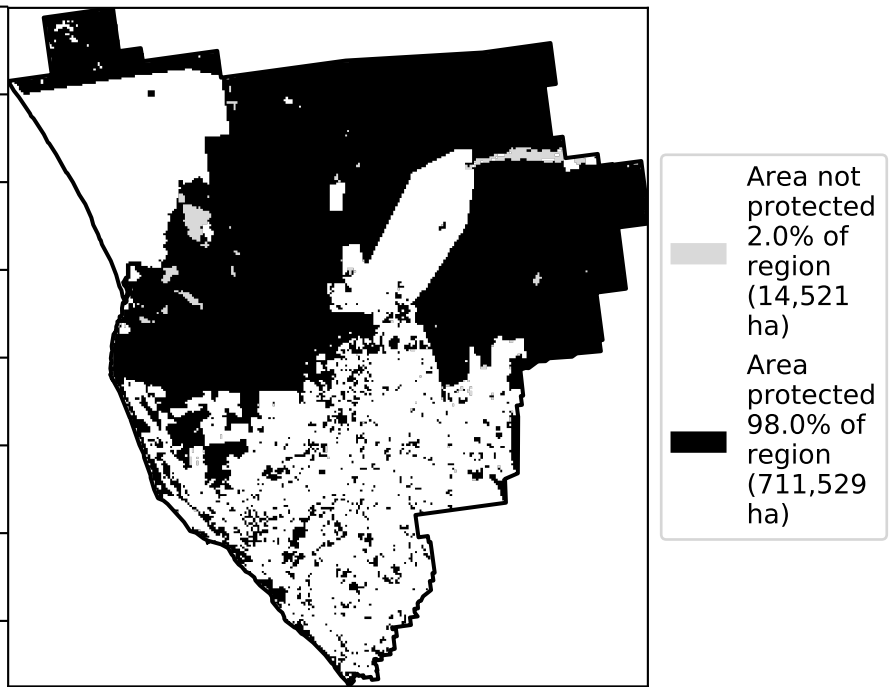 Area not
protected
2.0% of
region
(14,521
ha)
Area
protected
98.0% of
region
(711,529
ha)